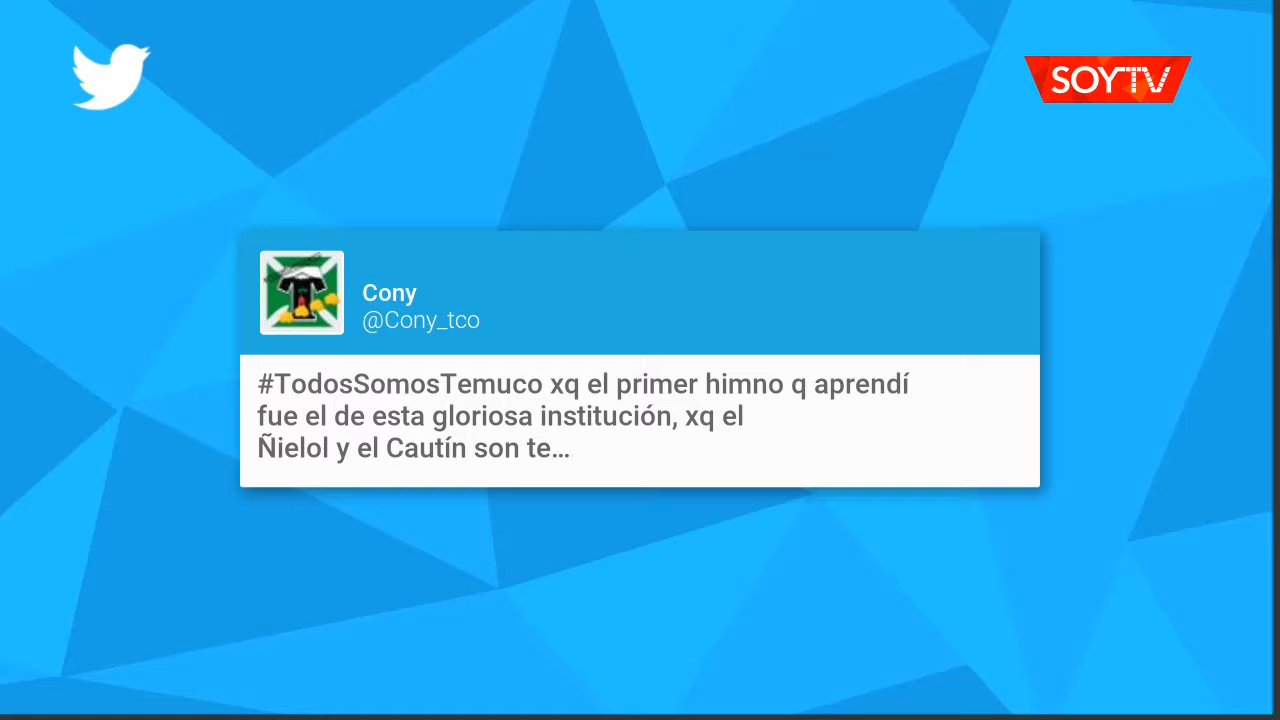 SOYTV
Cony
@Cony_tco
#TodosSomosTemuco xq el primer himno q aprendí
fue el de esta gloriosa institución, xq el
Ñielol y el Cautín son te...